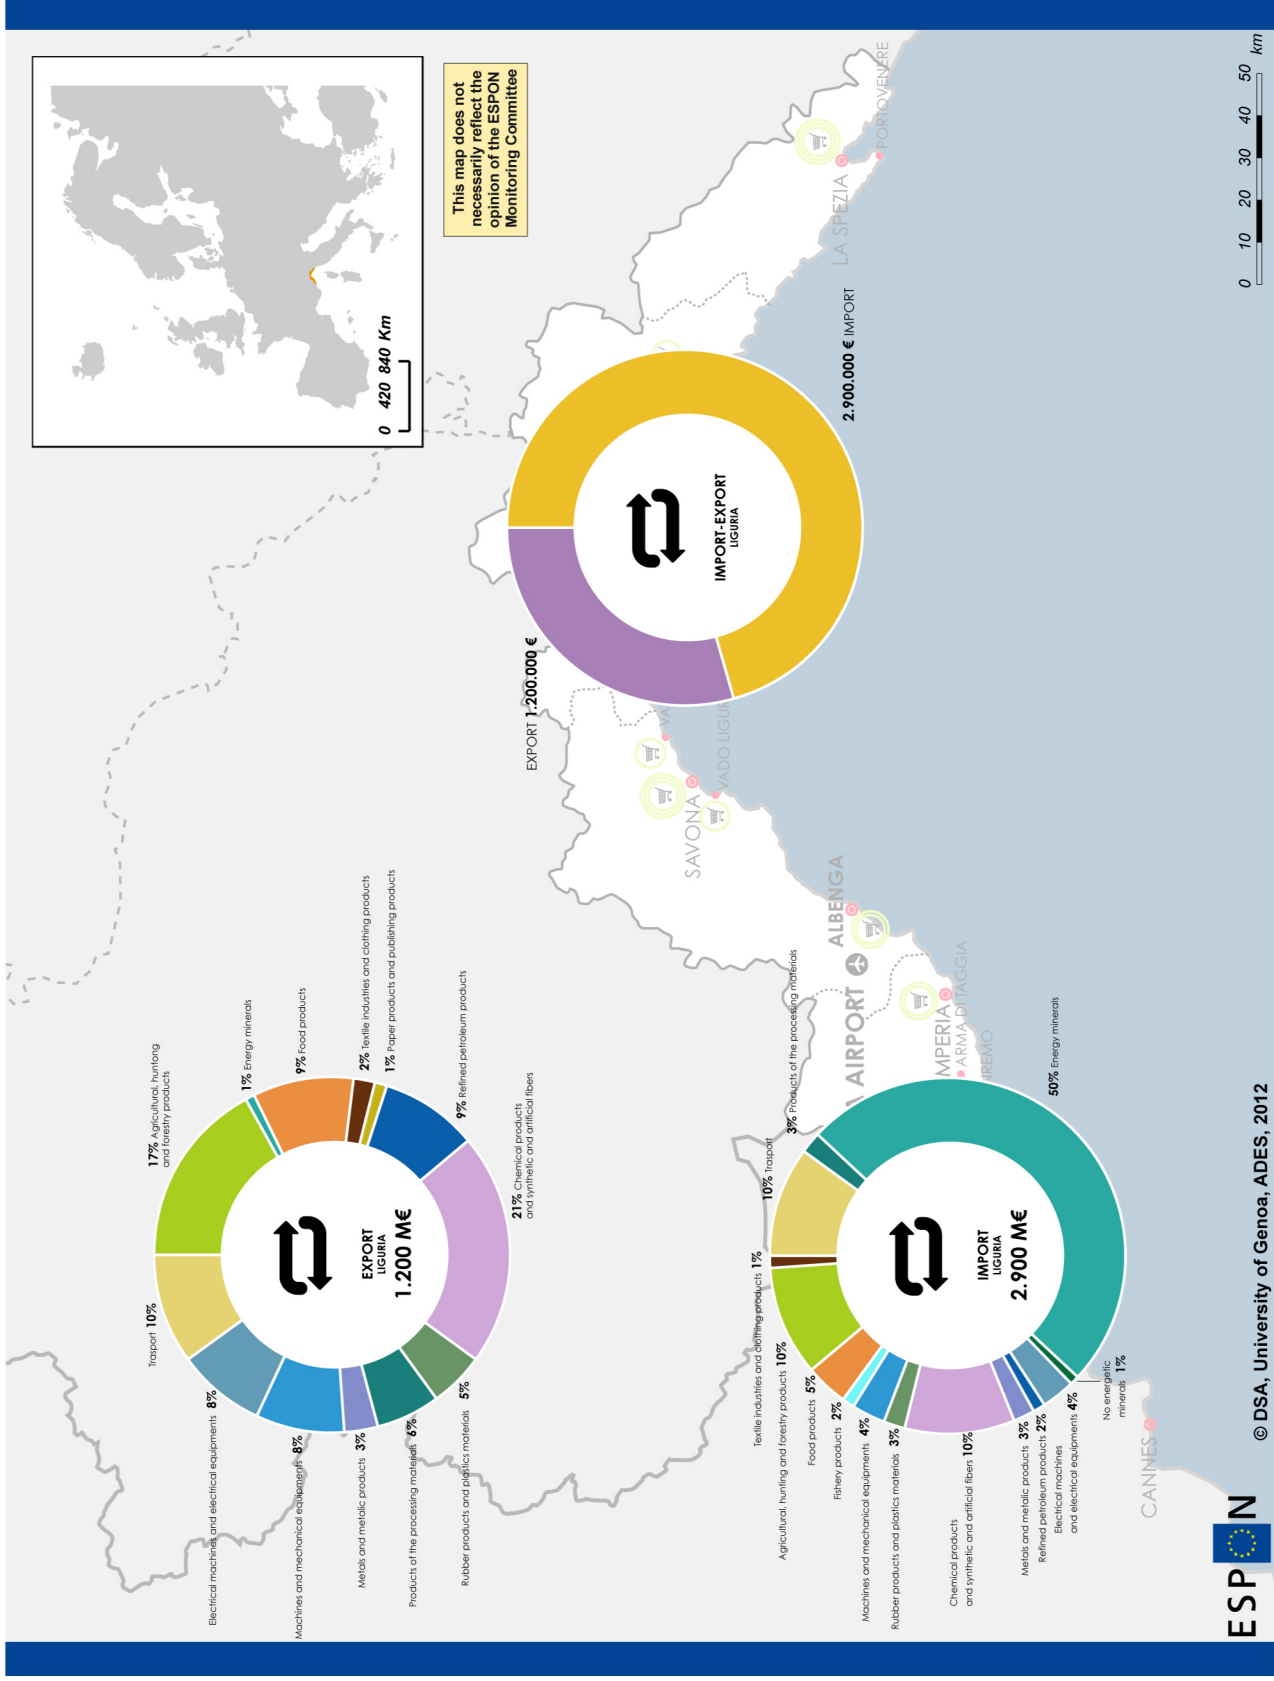 17% Agricultural, huntong
and forestry products
1% Energy minerals
9% Food products
2% Textile industries and clothing products
1% Paper products and publishing products
9% Refined petroleum products
21% Chemical products
and synthetic and artificial fibers
Rubber products and plastics materials 5%
Products of the processing materials 6%
Metals and metalic products 3%
Machines and mechanical equipments 8%
Electrical machines and electrical equipments 8%
Trasport 10%
EXPORT
LIGURIA
1.200 M€
0 420 840 Km
This map does not
necessarily reflect the
opinion of the ESPON
Monitoring Committee
EXPORT 1.200.000 €
IMPORT-EXPORT
LIGURIA
2.900.000 € IMPORT
VA
VADO LIGUR
SAVONA
LA SPEZIA
PORTOVENERE
ALBENGA
AIRPORT
MPERIA
ARMA DI TAGGIA
REMO
CANNES
3% Products of the processing materials
10% Trasport
Textile industries and clothing products 1%
Agricultural, hunting and forestry products 10%
Food products 5%
Fishery products 2%
Machines and mechanical equipments 4%
Rubber products and plastics materials 3%
Chemical products
and synthetic and artificial fibers 10%
Metals and metalic products 3%
Refined petroleum products 2%
Electrical machines
and electrical equipments 4%
No energetic
minerals 1%
50% Energy minerals
IMPORT
LIGURIA
2.900 M€
ESPON
© DSA, University of Genoa, ADES, 2012
0 10 20 30 40 50 km